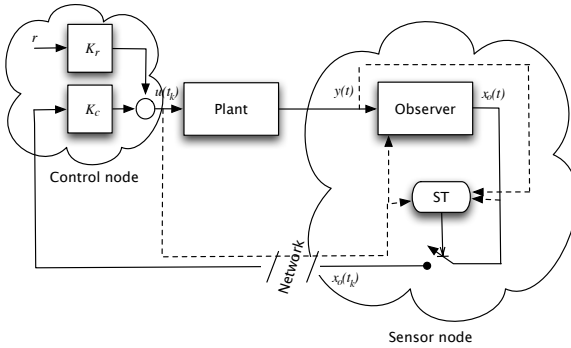 r
K_r
u(t_k)
y(t)
x_o(t)
K_c
Plant
Observer
Control node
ST
Network
x_o(t_k)
Sensor node